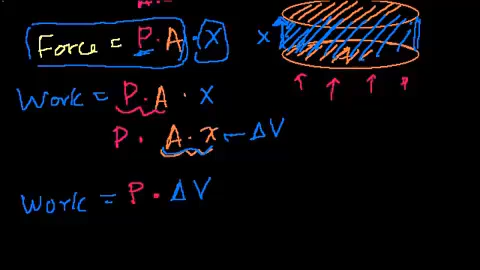 Force = P · A · x
x
A
P
Work = P · A · x
P · A · x ← ΔV
Work = P · ΔV